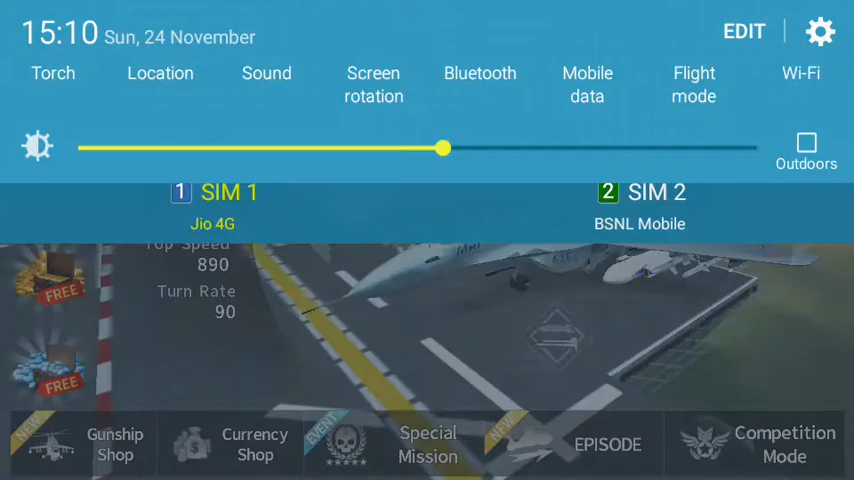 15:10 Sun, 24 November
EDIT
Torch
Location
Sound
Screen
rotation
Bluetooth
Mobile
data
Flight
mode
Wi-Fi
Outdoors
1 SIM 1
Jio 4G
2 SIM 2
BSNL Mobile
Top Speed
890
Turn Rate
90
FREE
FREE
NEW
Gunship
Shop
Currency
Shop
EVENT
Special
Mission
NEW
EPISODE
Competition
Mode